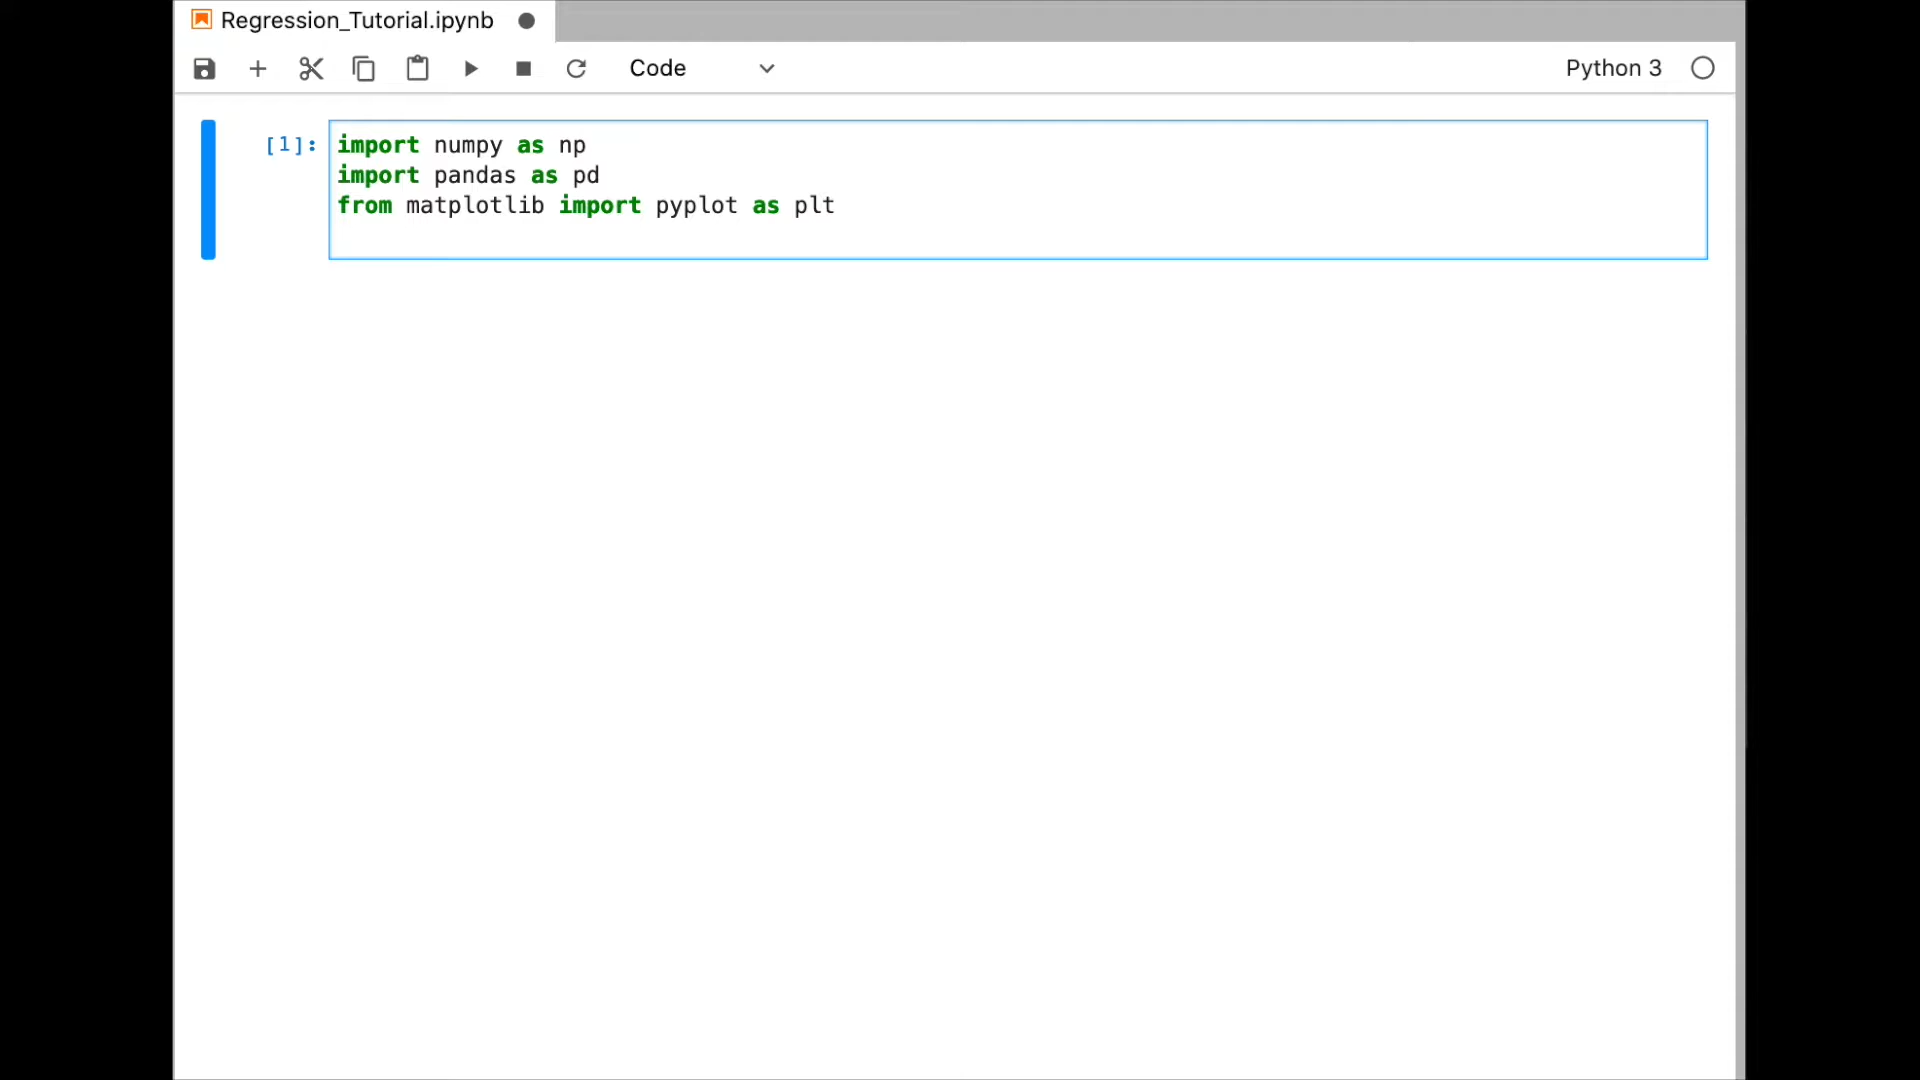 Regression_Tutorial.ipynb
Code
Python 3
[1]:
import numpy as np
import pandas as pd
from matplotlib import pyplot as plt